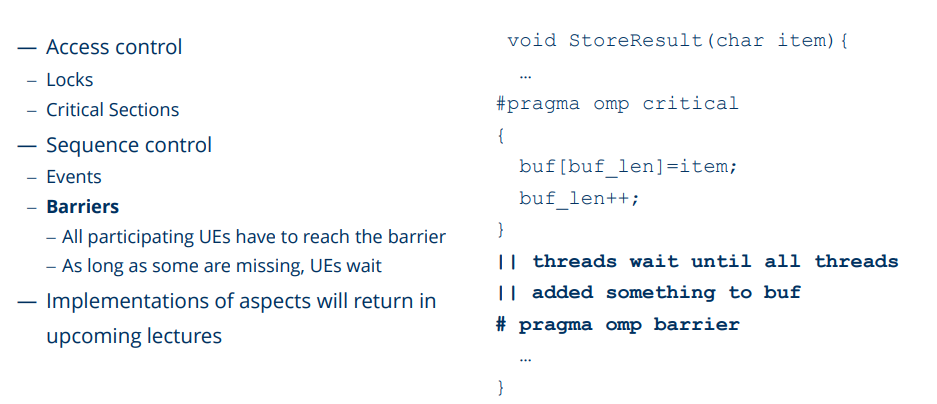 — Access control
– Locks
– Critical Sections
— Sequence control
– Events
– Barriers
– All participating UEs have to reach the barrier
– As long as some are missing, UEs wait
— Implementations of aspects will return in
upcoming lectures
void StoreResult(char item){
…
#pragma omp critical
{
buf[buf_len]=item;
buf_len++;
}
|| threads wait until all threads
|| added something to buf
# pragma omp barrier
…
}